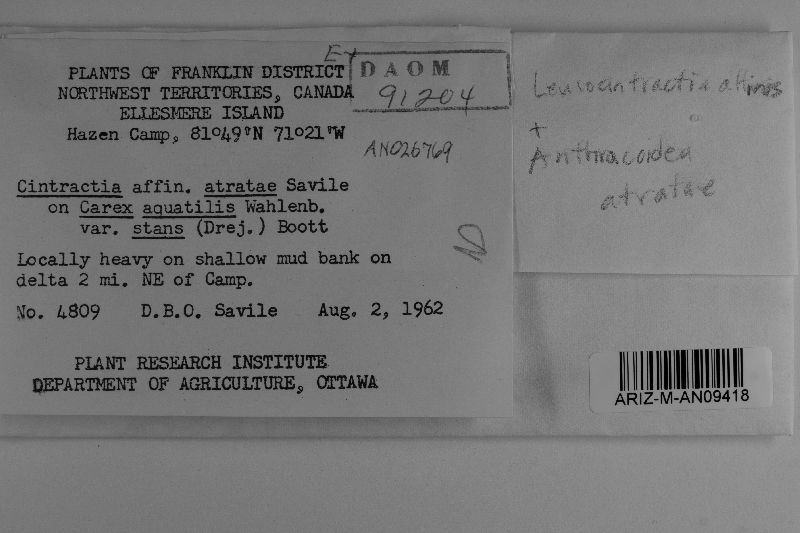 Ex
PLANTS OF FRANKLIN DISTRICT
NORTHWEST TERRITORIES, CANADA
ELLESMERE ISLAND
Hazen Camp, 81°49'N 71°21'W
DAOM
91204
AN026769
Cintractia affin. atratae Savile
on Carex aquatilis Wahlenb.
var. stans (Drej.) Boott
Locally heavy on shallow mud bank on
delta 2 mi. NE of Camp.
No. 4809 D.B.O. Savile Aug. 2, 1962
PLANT RESEARCH INSTITUTE
DEPARTMENT OF AGRICULTURE, OTTAWA
+
Anthracoidea
atratae
ARIZ-M-AN09418